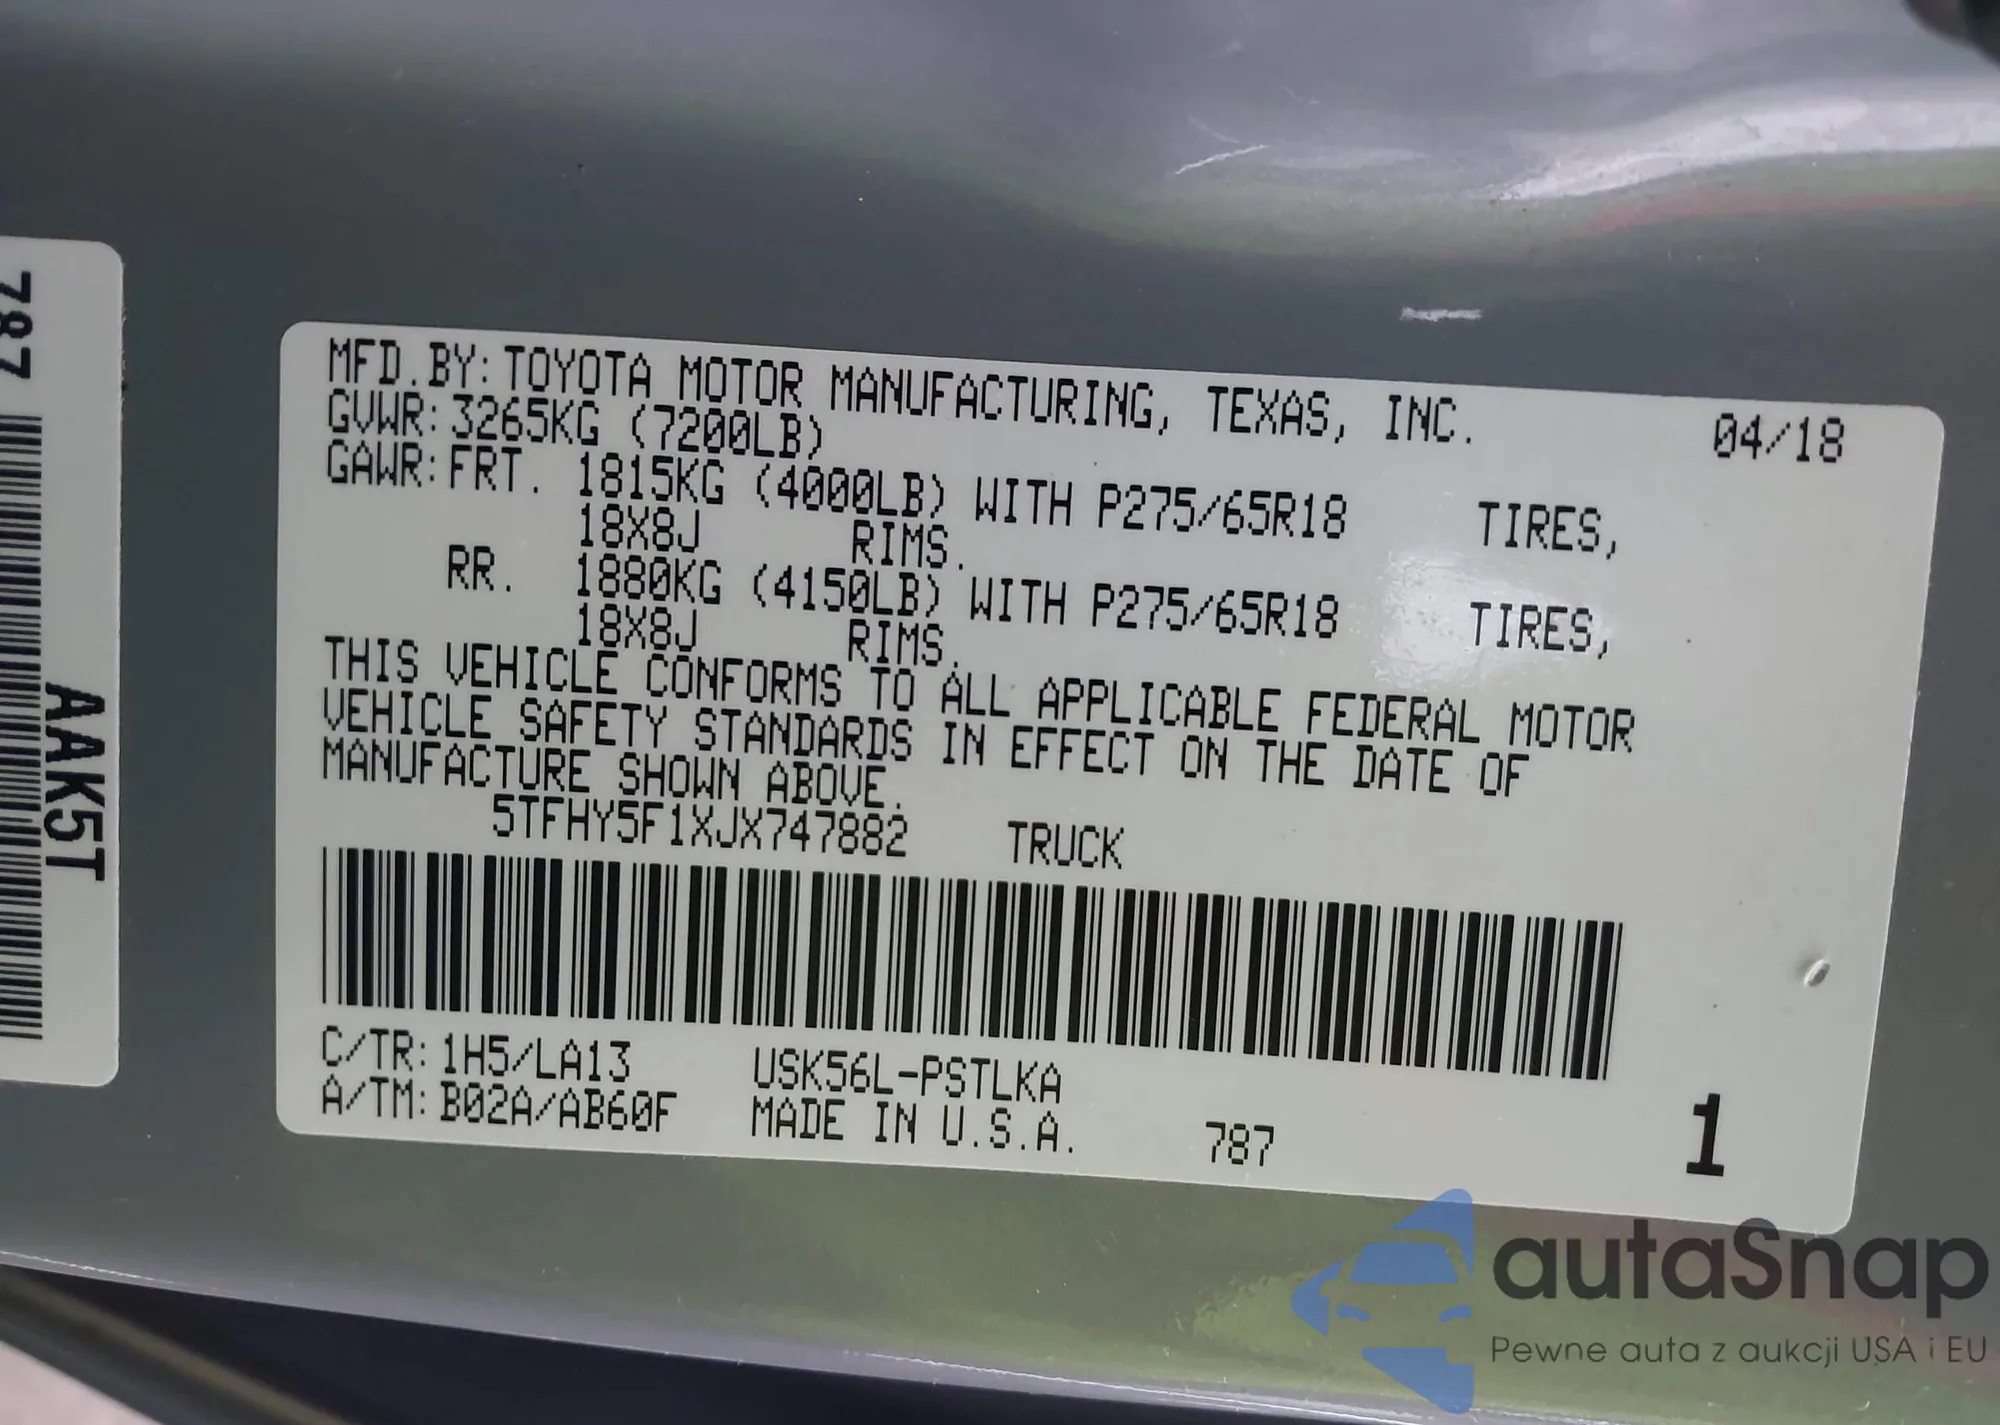 787
AAK5T
MFD.BY: TOYOTA MOTOR MANUFACTURING, TEXAS, INC. 04/18
GVWR: 3265KG (7200LB)
GAWR: FRT. 1815KG (4000LB) WITH P275/65R18 TIRES,
18X8J RIMS.
RR. 1880KG (4150LB) WITH P275/65R18 TIRES,
18X8J RIMS.
THIS VEHICLE CONFORMS TO ALL APPLICABLE FEDERAL MOTOR
VEHICLE SAFETY STANDARDS IN EFFECT ON THE DATE OF
MANUFACTURE SHOWN ABOVE.
5TFHY5F1XJX747882 TRUCK
C/TR: 1H5/LA13 USK56L-PSTLKA
A/TM: B02A/AB60F MADE IN U.S.A. 787 1
autaSnap
Pewne auta z aukcji USA i EU